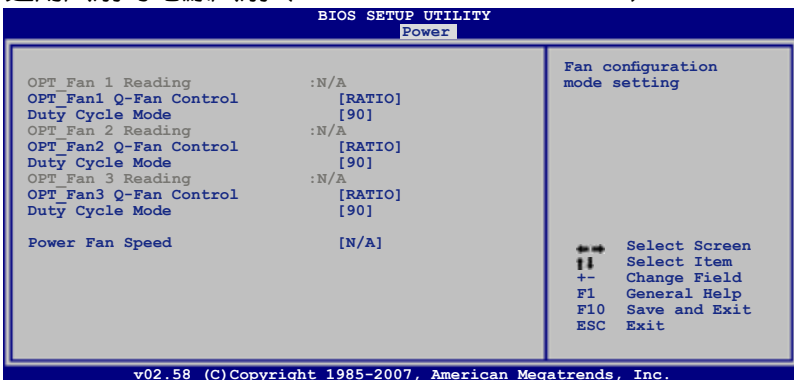 BIOS SETUP UTILITY
Power
OPT_Fan 1 Reading :N/A
OPT_Fan1 Q-Fan Control [RATIO]
Duty Cycle Mode [90]
OPT_Fan 2 Reading :N/A
OPT_Fan2 Q-Fan Control [RATIO]
Duty Cycle Mode [90]
OPT_Fan 3 Reading :N/A
OPT_Fan3 Q-Fan Control [RATIO]
Duty Cycle Mode [90]
Power Fan Speed [N/A]
Fan configuration
mode setting
←→ Select Screen
↑↓ Select Item
+- Change Field
F1 General Help
F10 Save and Exit
ESC Exit
v02.58 (C)Copyright 1985-2007, American Megatrends, Inc.